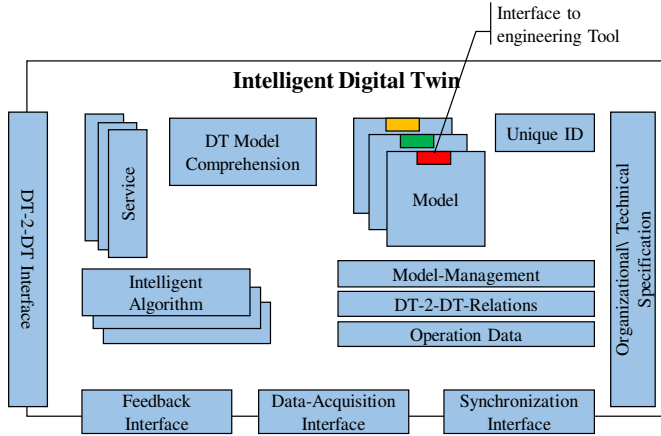 Interface to
engineering Tool
Intelligent Digital Twin
DT-2-DT Interface
Service
DT Model
Comprehension
Model
Unique ID
Organizational\ Technical
Specification
Intelligent
Algorithm
Model-Management
DT-2-DT-Relations
Operation Data
Feedback
Interface
Data-Acquisition
Interface
Synchronization
Interface